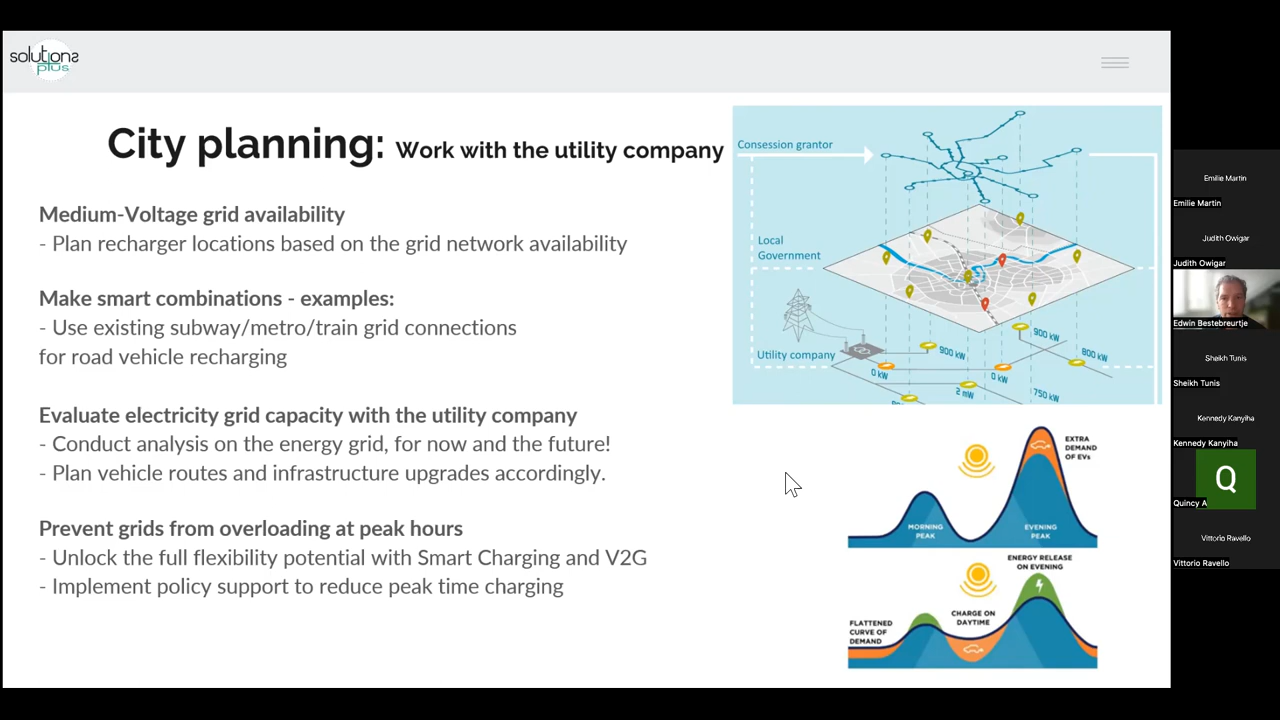 solutions
plus
City planning: Work with the utility company
Medium-Voltage grid availability
- Plan recharger locations based on the grid network availability
Make smart combinations - examples:
- Use existing subway/metro/train grid connections
for road vehicle recharging
Evaluate electricity grid capacity with the utility company
- Conduct analysis on the energy grid, for now and the future!
- Plan vehicle routes and infrastructure upgrades accordingly.
Prevent grids from overloading at peak hours
- Unlock the full flexibility potential with Smart Charging and V2G
- Implement policy support to reduce peak time charging
Consession grantor
Local
Government
Utility company
900 kW
900 kW
800 kW
0 kW
0 kW
2 mW
750 kW
EXTRA
DEMAND
OF EVs
MORNING
PEAK
EVENING
PEAK
ENERGY RELEASE
ON EVENING
CHARGE ON
DAYTIME
FLATTENED
CURVE OF
DEMAND
Emilie Martin
Emilie Martin
Judith Owigar
Judith Owigar
Edwin Bestebreurtje
Sheikh Tunis
Sheikh Tunis
Kennedy Kanyiha
Kennedy Kanyiha
Q
Quincy A
Vittorio Ravello
Vittorio Ravello